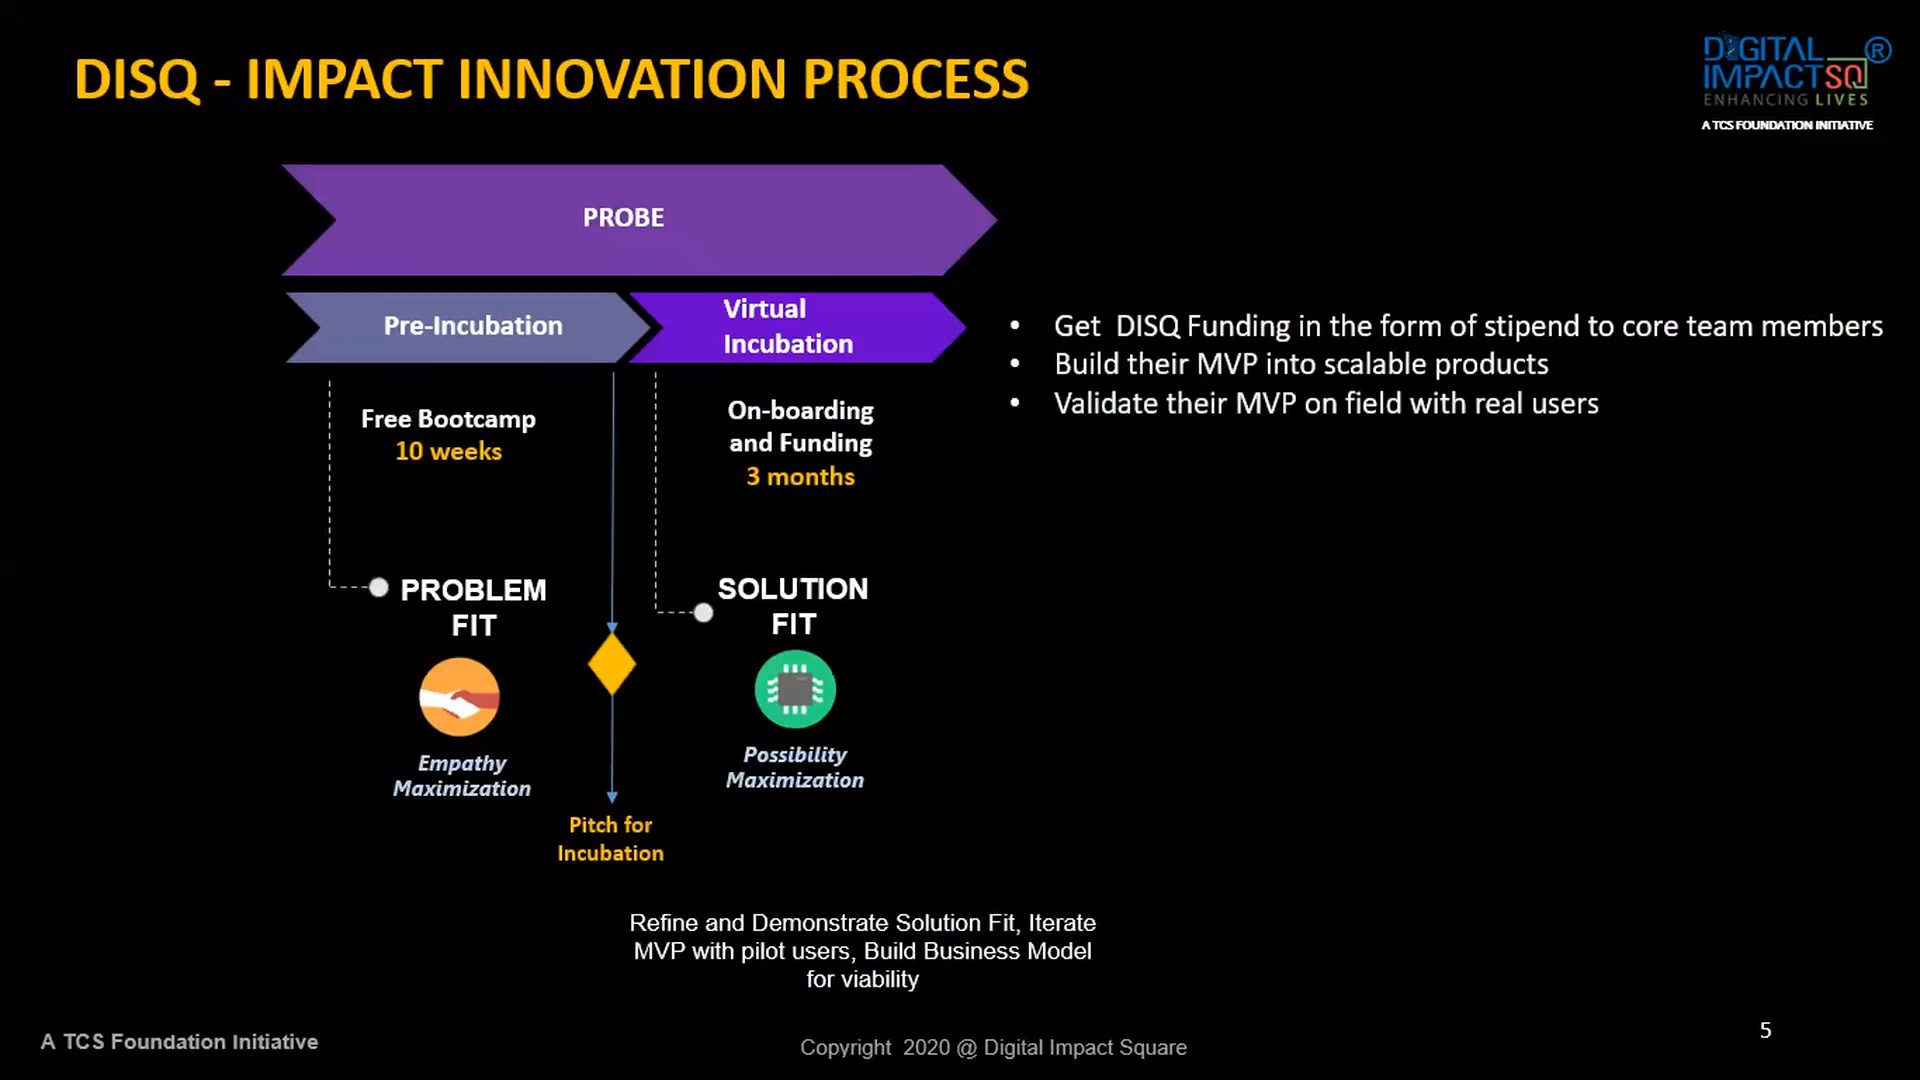 DISQ - IMPACT INNOVATION PROCESS
DIGITAL
IMPACTSQ
®
ENHANCING LIVES
A TCS FOUNDATION INITIATIVE
PROBE
Pre-Incubation
Virtual
Incubation
• Get DISQ Funding in the form of stipend to core team members
• Build their MVP into scalable products
• Validate their MVP on field with real users
Free Bootcamp
10 weeks
On-boarding
and Funding
3 months
PROBLEM
FIT
SOLUTION
FIT
Empathy
Maximization
Possibility
Maximization
Pitch for
Incubation
Refine and Demonstrate Solution Fit, Iterate
MVP with pilot users, Build Business Model
for viability
A TCS Foundation Initiative
Copyright 2020 @ Digital Impact Square
5